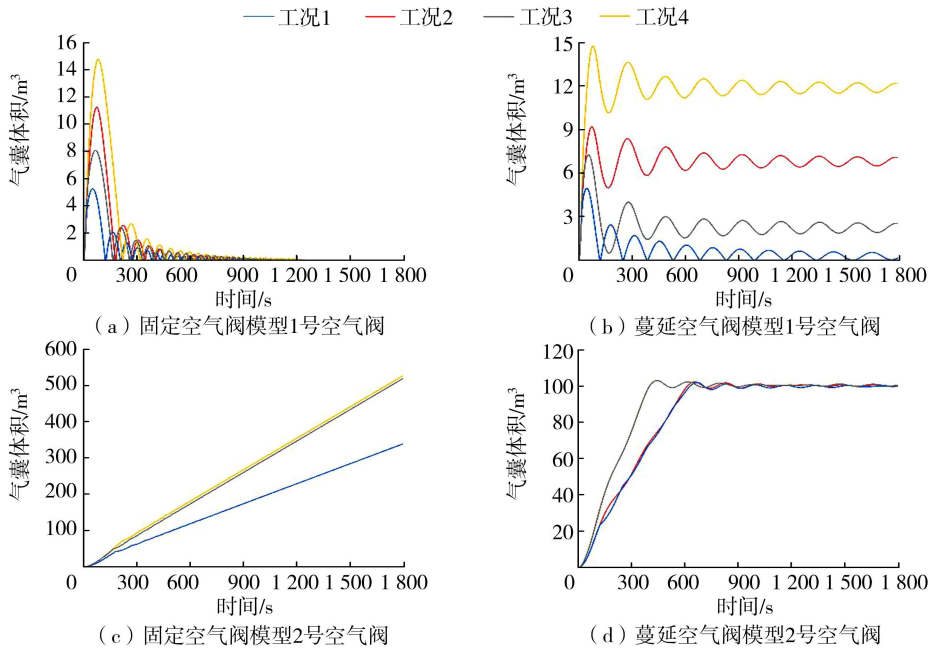 工况1 工况2 工况3 工况4
气囊体积/m³
16
14
12
10
8
6
4
2
0 300 600 900 1 200 1 500 1 800
时间/s
（a）固定空气阀模型1号空气阀
气囊体积/m³
15
12
9
6
3
0 300 600 900 1 200 1 500 1 800
时间/s
（b）蔓延空气阀模型1号空气阀
气囊体积/m³
600
500
400
300
200
100
0 300 600 900 1 200 1 500 1 800
时间/s
（c）固定空气阀模型2号空气阀
气囊体积/m³
120
100
80
60
40
20
0 300 600 900 1 200 1 500 1 800
时间/s
（d）蔓延空气阀模型2号空气阀